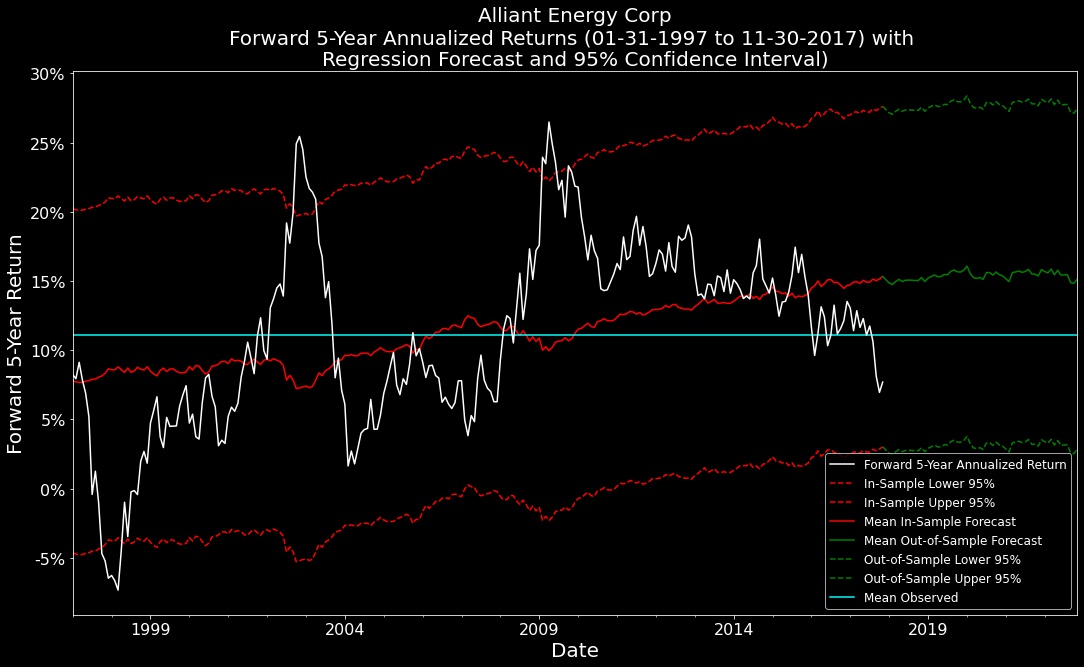 Alliant Energy Corp
Forward 5-Year Annualized Returns (01-31-1997 to 11-30-2017) with
Regression Forecast and 95% Confidence Interval)
30%
25%
20%
15%
10%
5%
0%
-5%
Forward 5-Year Return
Forward 5-Year Annualized Return
In-Sample Lower 95%
In-Sample Upper 95%
Mean In-Sample Forecast
Mean Out-of-Sample Forecast
Out-of-Sample Lower 95%
Out-of-Sample Upper 95%
Mean Observed
1999 2004 2009 2014 2019
Date